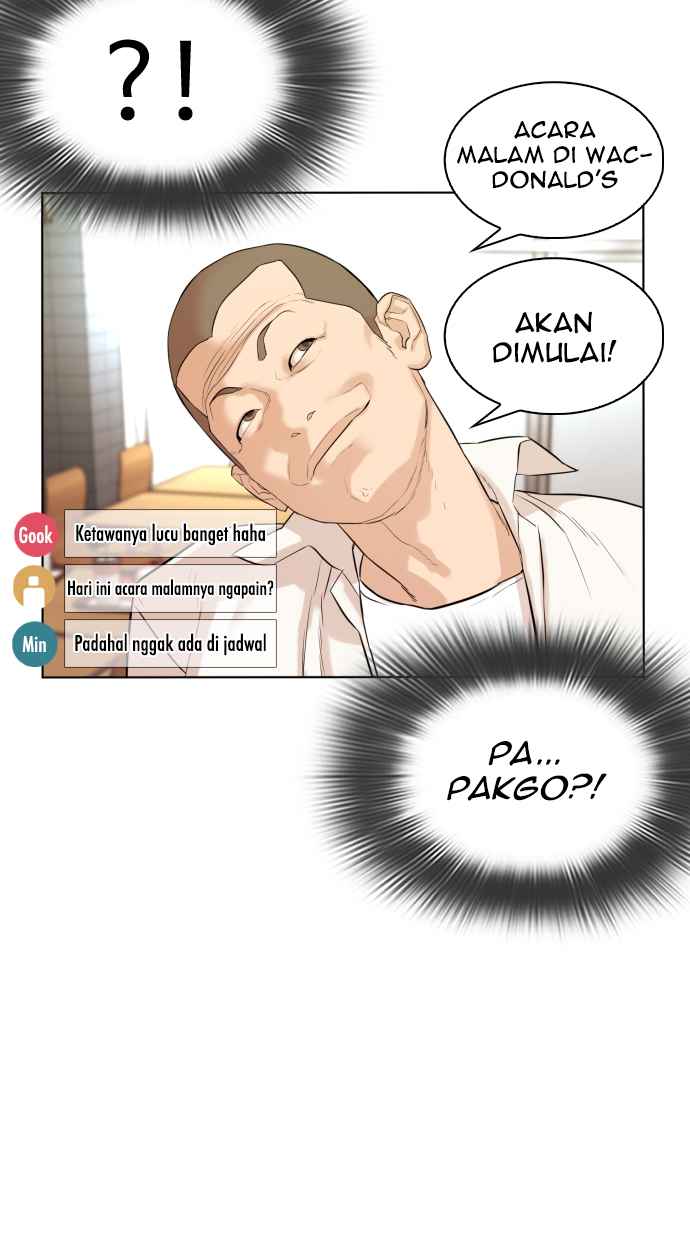 ?!
ACARA
MALAM DI WAC-
DONALD'S
AKAN
DIMULAI!
Gook
Ketawanya lucu banget haha
Hari ini acara malamnya ngapain?
Min
Padahal nggak ada di jadwal
PA...
PAKGO?!